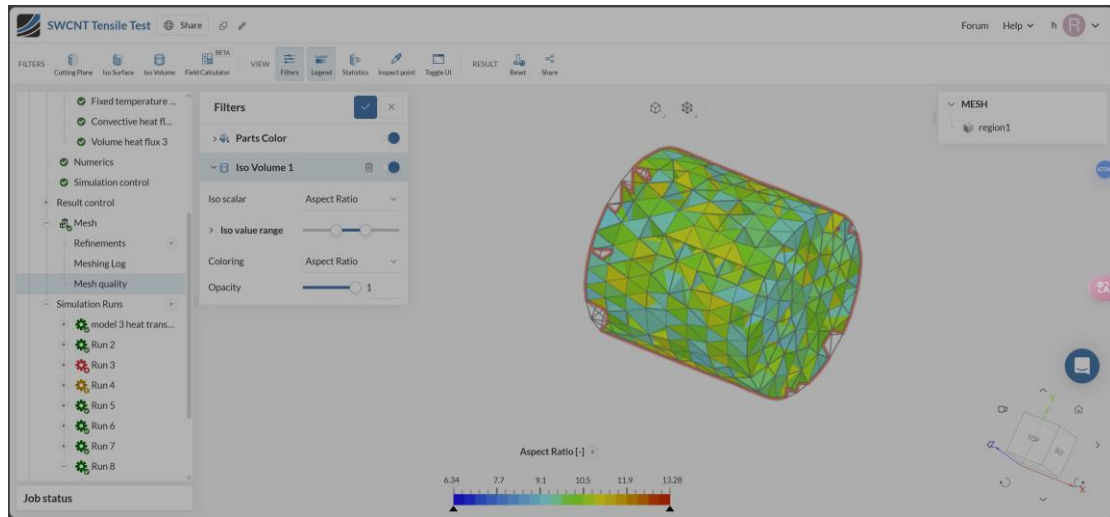 SWCNT Tensile Test Share
Forum Help h R
FILTERS Cutting Plane Iso Surface Iso Volume Field Calculator BETA VIEW Filters Legend Statistics Inspect point Toggle UI RESULT Reset Share
Fixed temperature ...
Convective heat fl...
Volume heat flux 3
Numerics
Simulation control
Result control
Mesh
Refinements
Meshing Log
Mesh quality
Simulation Runs
model 3 heat trans...
Run 2
Run 3
Run 4
Run 5
Run 6
Run 7
Run 8
Job status
Filters
Parts Color
Iso Volume 1
Iso scalar Aspect Ratio
Iso value range
Coloring Aspect Ratio
Opacity 1
MESH
region1
Aspect Ratio [-]
6.34 7.7 9.1 10.5 11.9 13.28
Y
TOP
Z
X